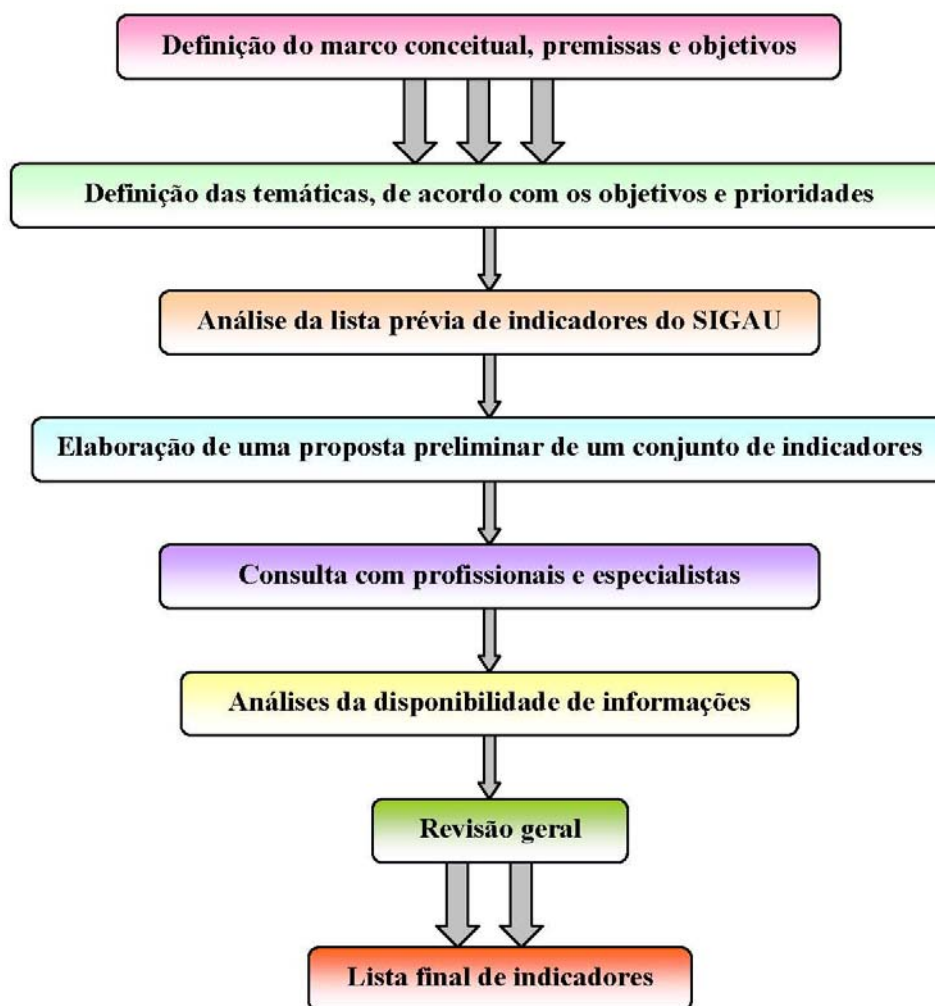 Definição do marco conceitual, premissas e objetivos
Definição das temáticas, de acordo com os objetivos e prioridades
Análise da lista prévia de indicadores do SIGAU
Elaboração de uma proposta preliminar de um conjunto de indicadores
Consulta com profissionais e especialistas
Análises da disponibilidade de informações
Revisão geral
Lista final de indicadores